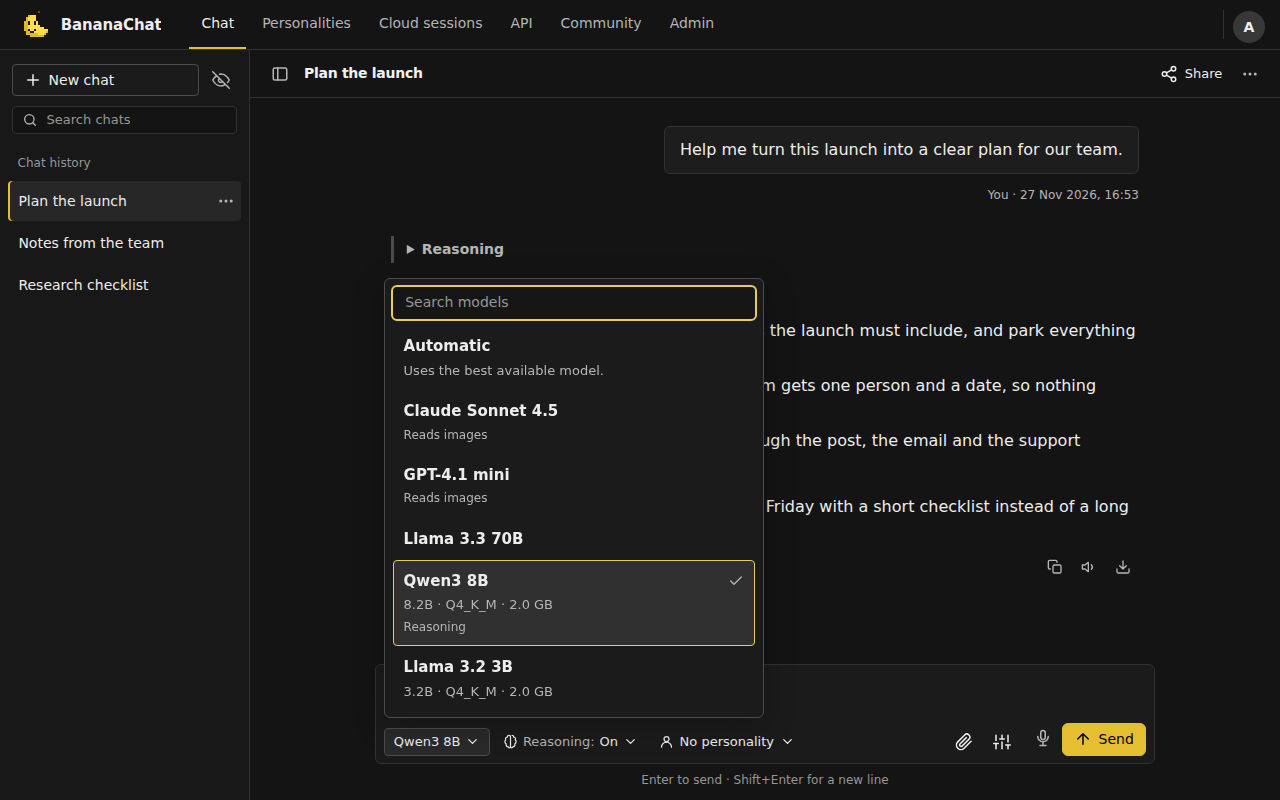 BananaChat
Chat
Personalities
Cloud sessions
API
Community
Admin
A
New chat
Search chats
Chat history
Plan the launch
Notes from the team
Research checklist
Plan the launch
Share
Help me turn this launch into a clear plan for our team.
You · 27 Nov 2026, 16:53
Reasoning
Search models
Automatic
Uses the best available model.
Claude Sonnet 4.5
Reads images
GPT-4.1 mini
Reads images
Llama 3.3 70B
Qwen3 8B
8.2B · Q4_K_M · 2.0 GB
Reasoning
Llama 3.2 3B
3.2B · Q4_K_M · 2.0 GB
the launch must include, and park everything
gets one person and a date, so nothing
the post, the email and the support
Friday with a short checklist instead of a long
Qwen3 8B
Reasoning: On
No personality
Send
Enter to send · Shift+Enter for a new line